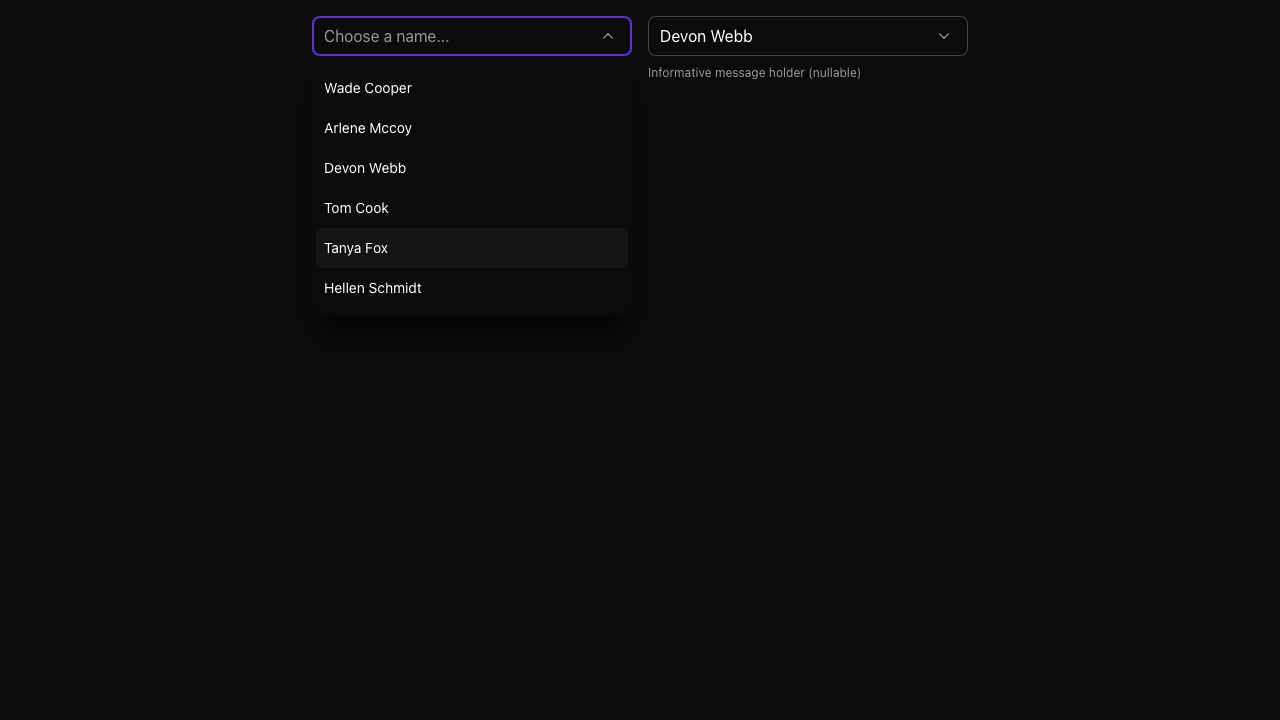 Choose a name...
Devon Webb
Informative message holder (nullable)
Wade Cooper
Arlene Mccoy
Devon Webb
Tom Cook
Tanya Fox
Hellen Schmidt